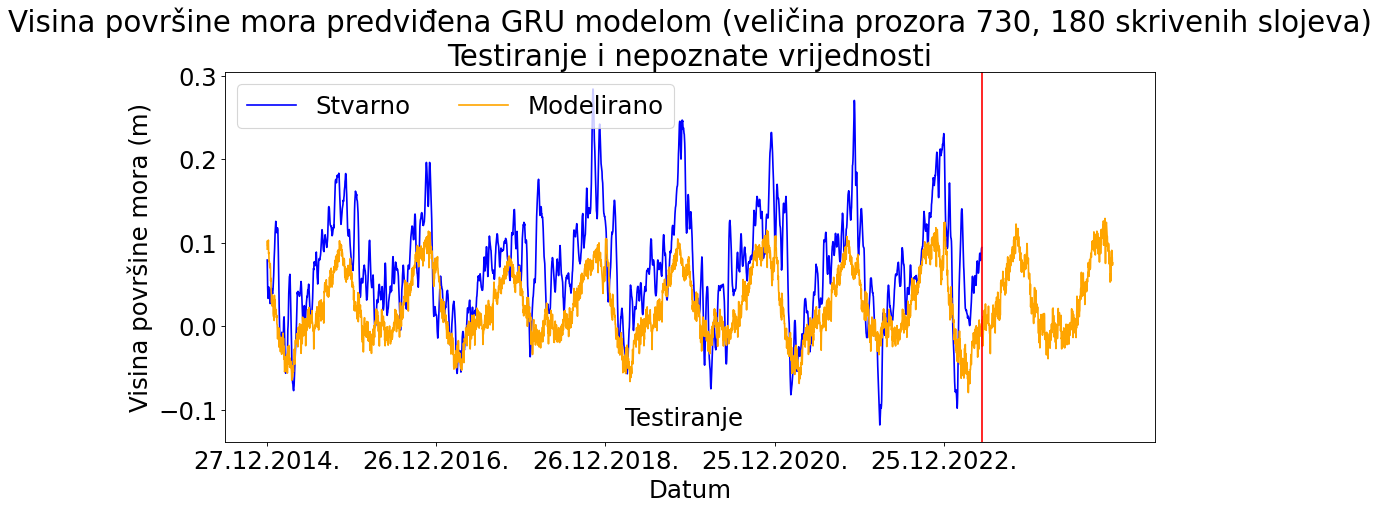 Visina površine mora predviđena GRU modelom (veličina prozora 730, 180 skrivenih slojeva)
Testiranje i nepoznate vrijednosti
Stvarno
Modelirano
Visina površine mora (m)
0.3
0.2
0.1
0.0
−0.1
Testiranje
27.12.2014.
26.12.2016.
26.12.2018.
25.12.2020.
25.12.2022.
Datum